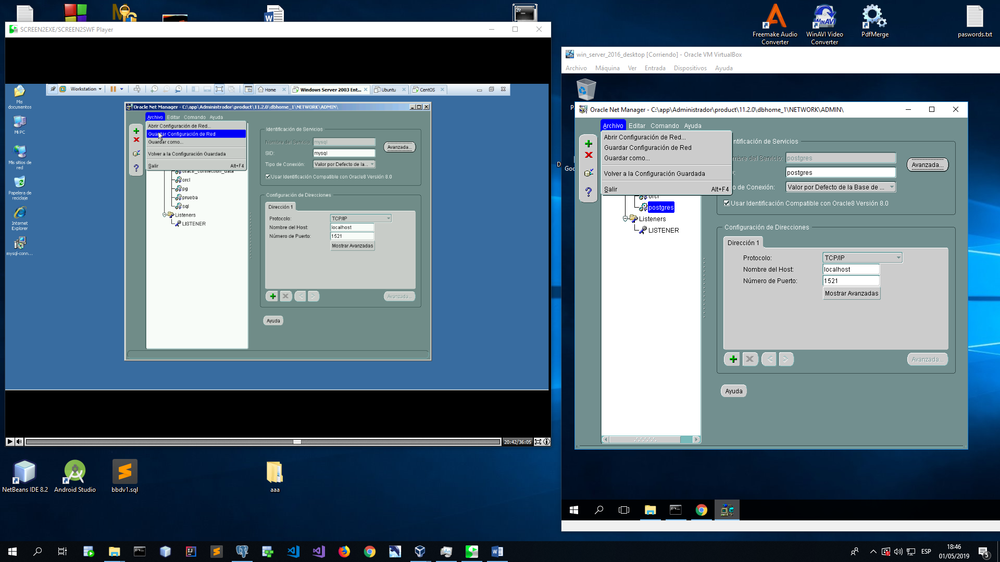 Freemake Audio Converter
WinAVI Video Converter
PdfMerge
paswords.txt
SCREEN2EXE/SCREEN2SWF Player
Workstation
Home
Windows Server 2003 Ent...
Ubuntu
CentOS
Mis documentos
Mi PC
Mis sitios de red
Papelera de reciclaje
Internet Explorer
mysql-conn...
Oracle Net Manager - C:\app\Administrador\product\11.2.0\dbhome_1\NETWORK\ADMIN\
Archivo Editar Comando Ayuda
Abrir Configuración de Red...
Guardar Configuración de Red
Guardar como...
Volver a la Configuración Guardada
Salir Alt+F4
oracle_connection_data
orcl
pg
prueba
sql
Listeners
LISTENER
Identificación de Servicios
Nombre del Servicio: mysql
SID: mysql
Avanzada...
Tipo de Conexión: Valor por Defecto de la...
Usar Identificación Compatible con Oracle8 Versión 8.0
Configuración de Direcciones
Dirección 1
Protocolo: TCP/IP
Nombre del Host: localhost
Número de Puerto: 1521
Mostrar Avanzadas
Avanzada...
Ayuda
20:42/36:05
win_server_2016_desktop [Corriendo] - Oracle VM VirtualBox
Archivo Máquina Ver Entrada Dispositivos Ayuda
Oracle Net Manager - C:\app\Administrador\product\11.2.0\dbhome_1\NETWORK\ADMIN\
Archivo Editar Comando Ayuda
Abrir Configuración de Red...
Guardar Configuración de Red
Guardar como...
Volver a la Configuración Guardada
Salir Alt+F4
orcl
postgres
Listeners
LISTENER
ntificación de Servicios
mbre del Servicio: postgres
postgres
Avanzada...
o de Conexión: Valor por Defecto de la Base de ...
Usar Identificación Compatible con Oracle8 Versión 8.0
Configuración de Direcciones
Dirección 1
Protocolo: TCP/IP
Nombre del Host: localhost
Número de Puerto: 1521
Mostrar Avanzadas
Avanzada...
Ayuda
NetBeans IDE 8.2
Android Studio
bbdv1.sql
aaa
ESP
18:46
01/05/2019
5